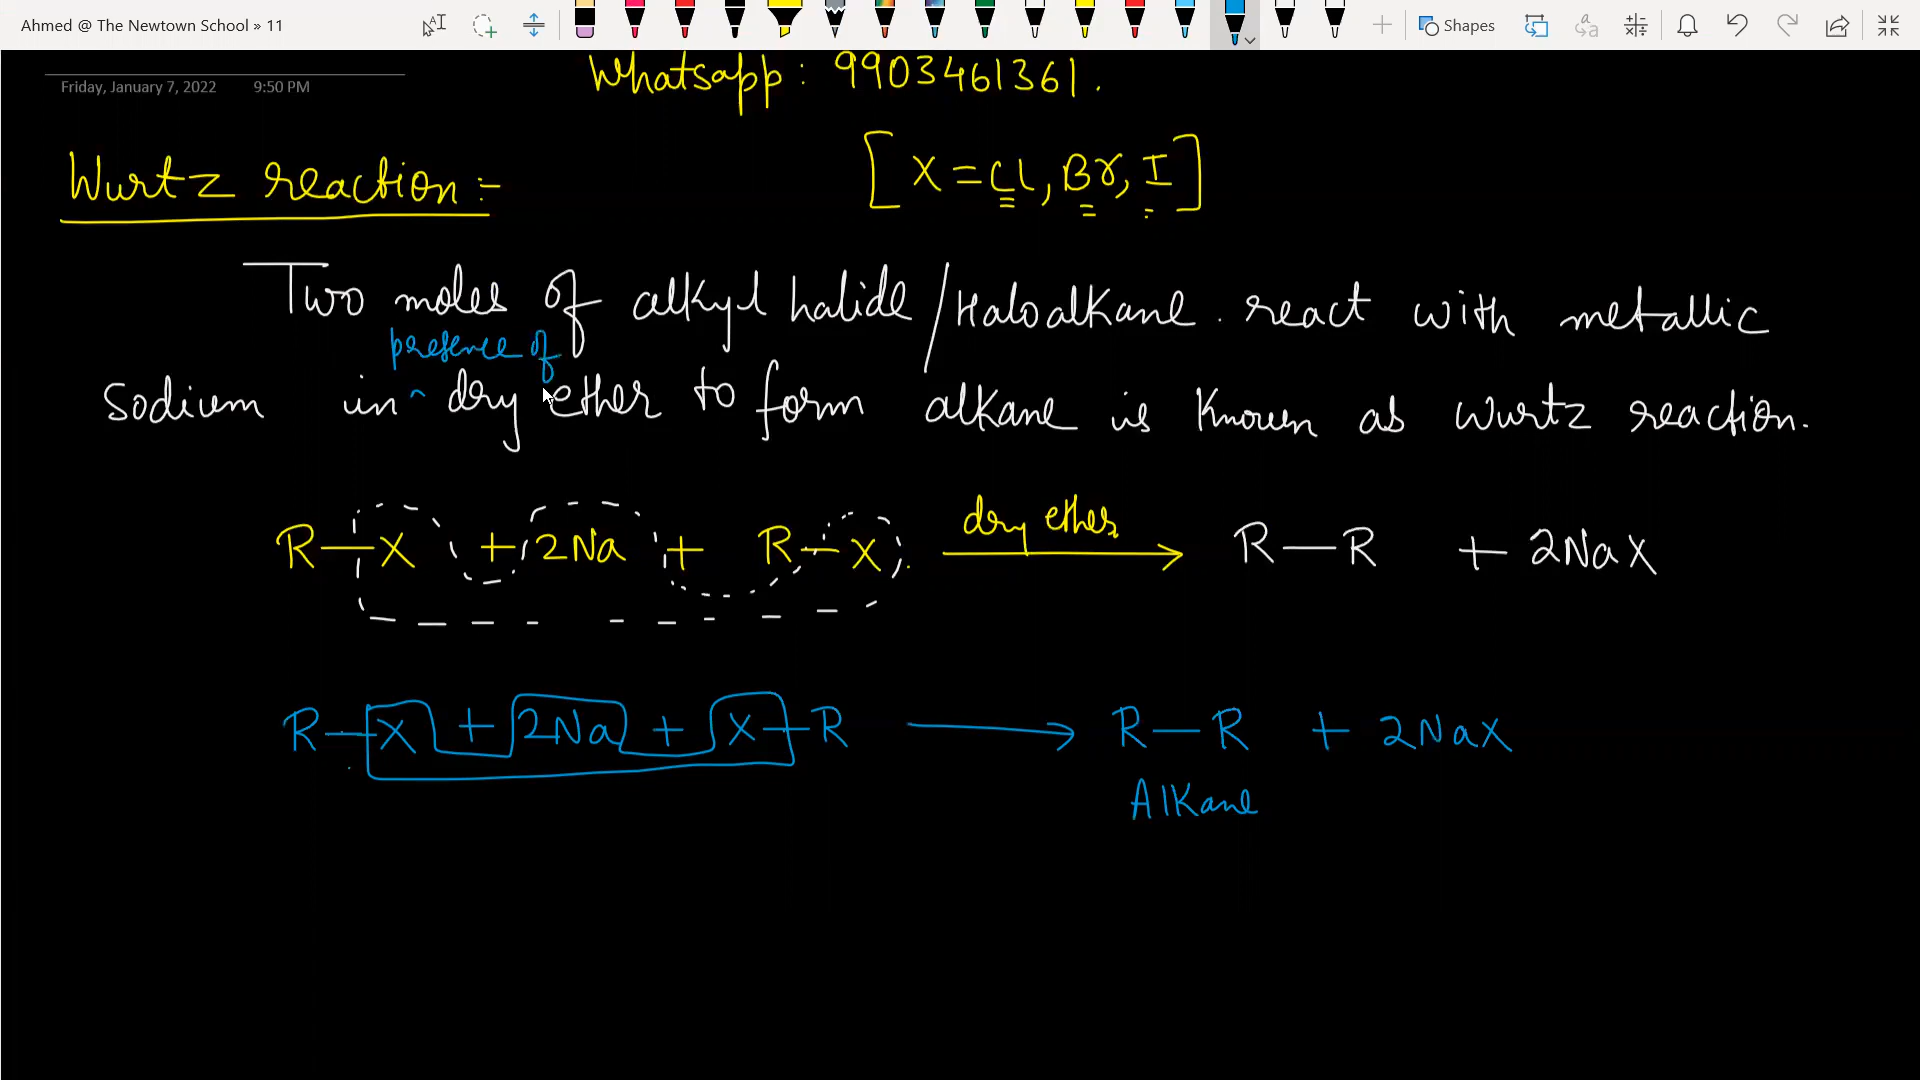 Ahmed @ The Newtown School » 11
Shapes
Whatsapp : 9903461361.
Friday, January 7, 2022 9:50 PM
Wurtz reaction :-
[X = Cl, Br, I]
Two moles of alkyl halide / Haloalkane . react with metallic
presence of
sodium in ^ dry ether to form alkane is known as wurtz reaction.
dry ether
R—X + 2Na + R—X → R—R + 2NaX
R—X + 2Na + X—R → R—R + 2NaX
Alkane